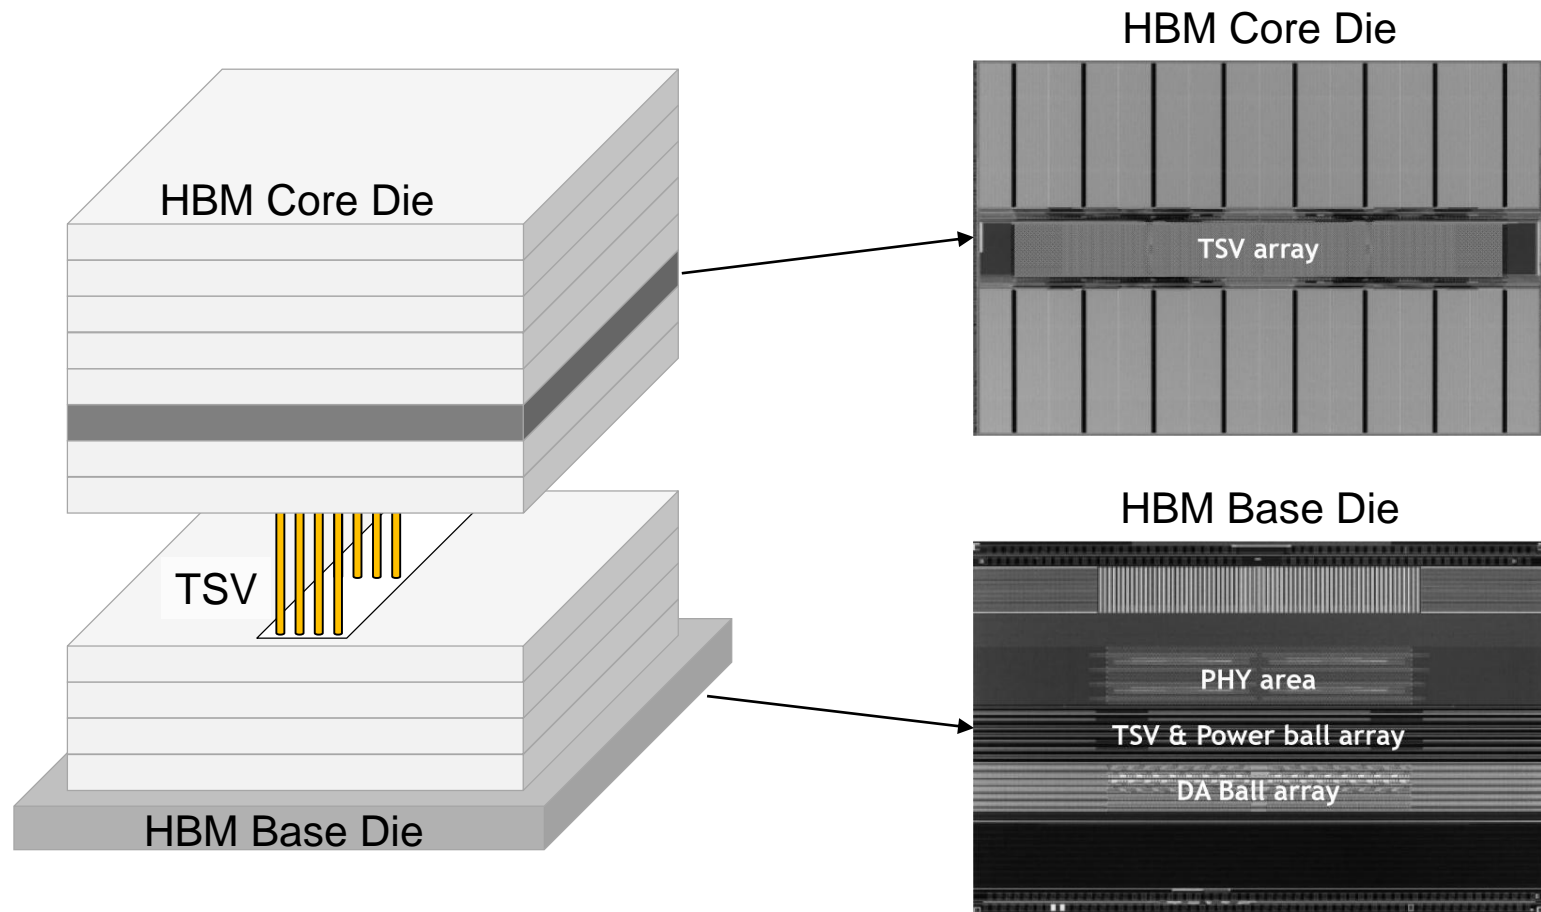 HBM Core Die
HBM Core Die
TSV array
TSV
HBM Base Die
HBM Base Die
PHY area
TSV & Power ball array
DA Ball array